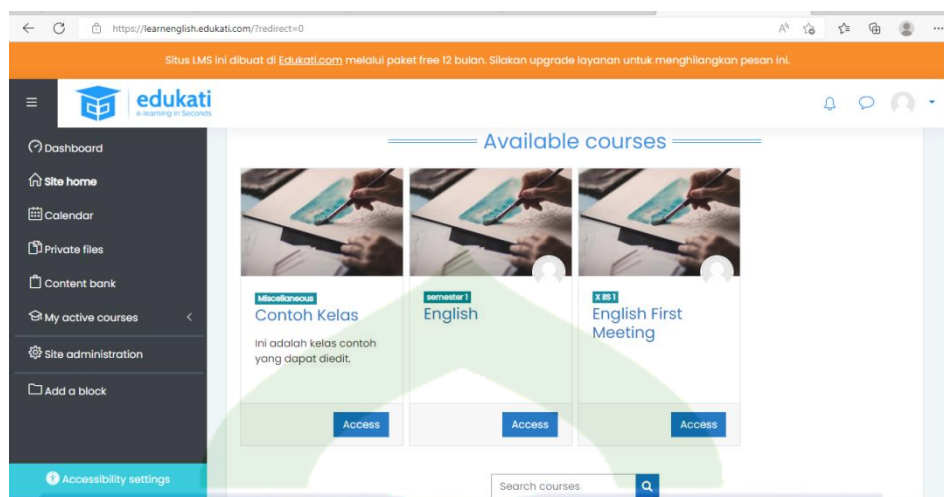 https://learnenglish.edukati.com/?redirect=0
Situs LMS ini dibuat di Edukati.com melalui paket free 12 bulan. Silakan upgrade layanan untuk menghilangkan pesan ini.
edukati
e-learning in Seconds
Dashboard
Site home
Calendar
Private files
Content bank
My active courses
Site administration
Add a block
Accessibility settings
Available courses
Miscellaneous
Contoh Kelas
Ini adalah kelas contoh
yang dapat diedit.
Access
semester 1
English
Access
X IIS 1
English First
Meeting
Access
Search courses